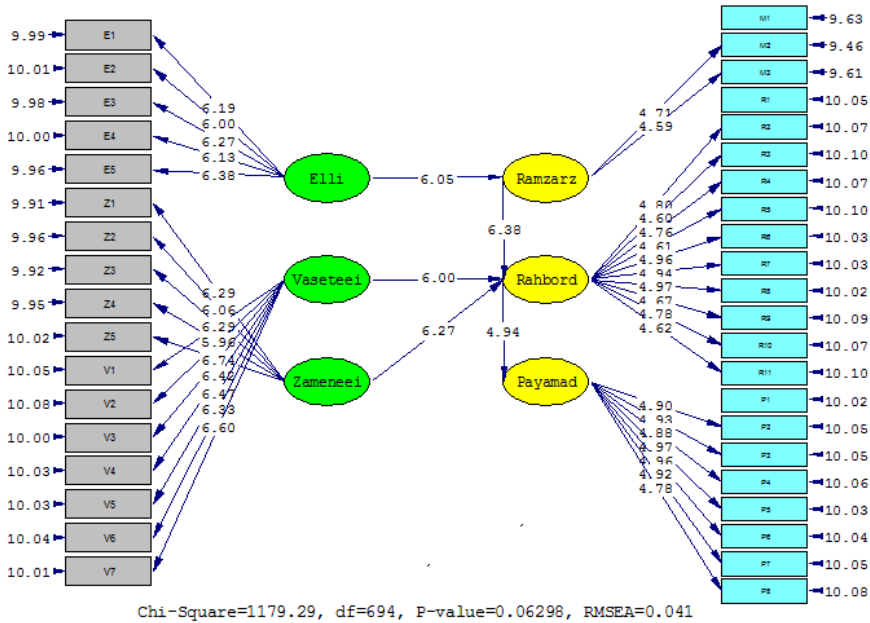 9.99 E1
10.01 E2
9.98 E3
10.00 E4
9.96 E5
9.91 Z1
9.96 Z2
9.92 Z3
9.95 Z4
10.02 Z5
10.05 V1
10.08 V2
10.00 V3
10.03 V4
10.03 V5
10.04 V6
10.01 V7
6.19
6.00
6.27
6.13
6.38
6.29
6.06
6.29
5.96
6.74
6.42
6.47
6.33
6.60
Elli
Vaseteei
Zameneei
6.05
6.38
6.00
6.27
4.94
Ramzarz
Rahbord
Payamad
4.71
4.59
4.80
4.60
4.76
4.61
4.96
4.94
4.97
4.67
4.78
4.62
4.90
4.93
4.88
4.97
4.96
4.92
4.78
M1 9.63
M2 9.46
M3 9.61
R1 10.05
R2 10.07
R3 10.10
R4 10.07
R5 10.10
R6 10.03
R7 10.03
R8 10.02
R9 10.09
R10 10.07
R11 10.10
P1 10.02
P2 10.05
P3 10.05
P4 10.06
P5 10.03
P6 10.04
P7 10.05
P8 10.08
Chi-Square=1179.29, df=694, P-value=0.06298, RMSEA=0.041